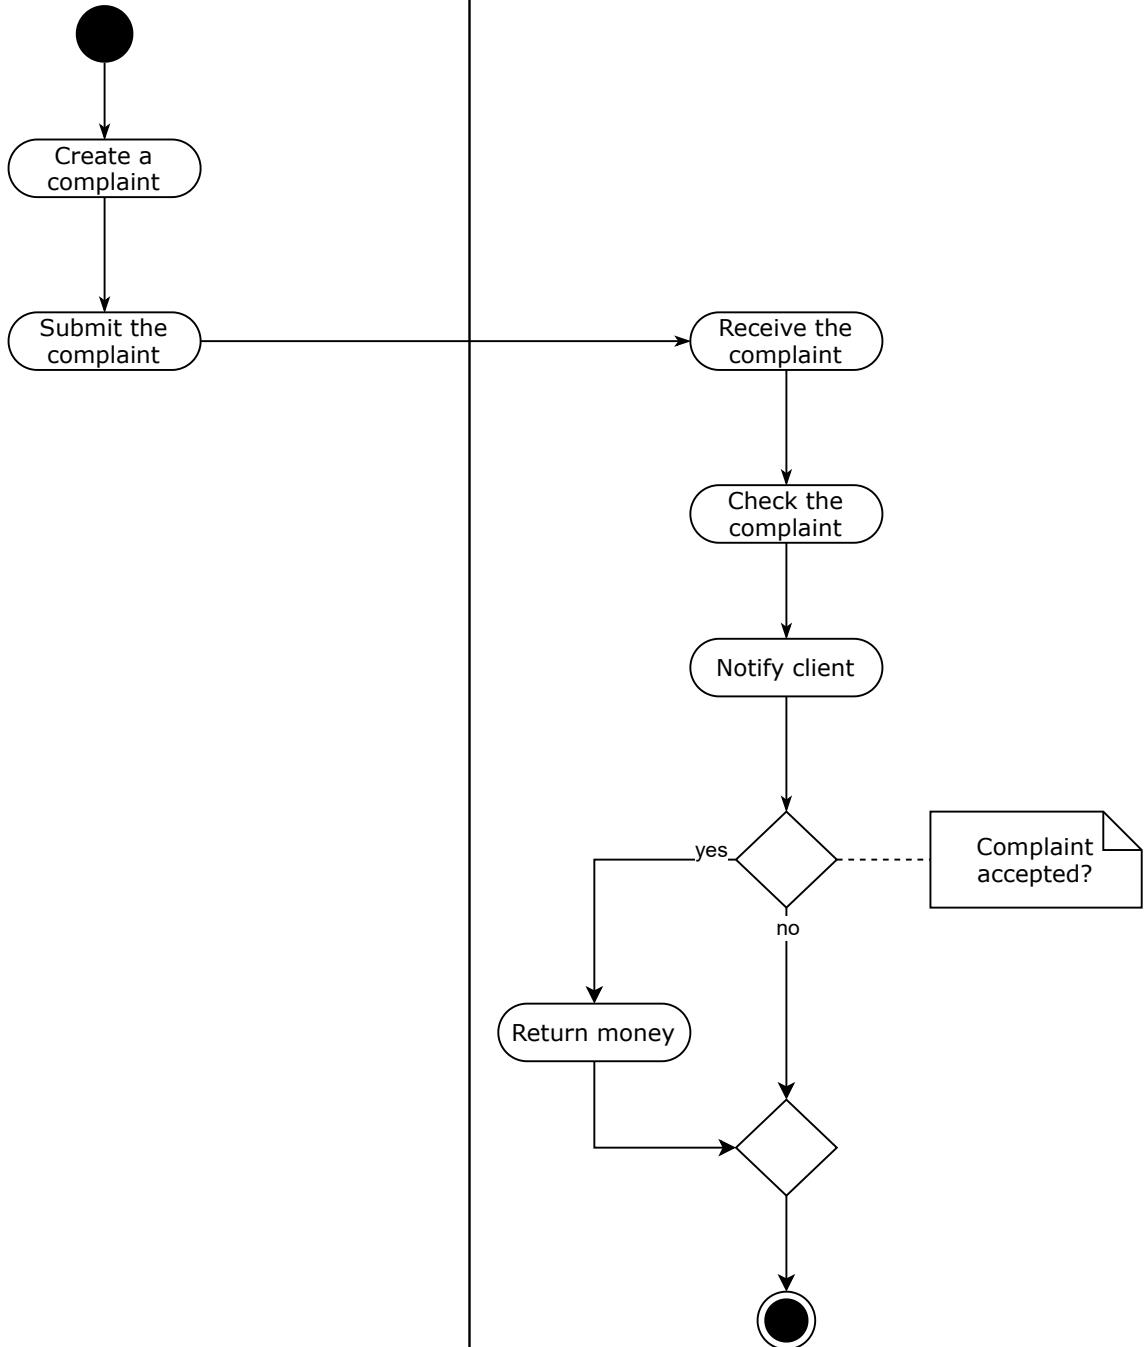 Create a
complaint
Submit the
complaint
Receive the
complaint
Check the
complaint
Notify client
yes
Complaint
accepted?
no
Return money